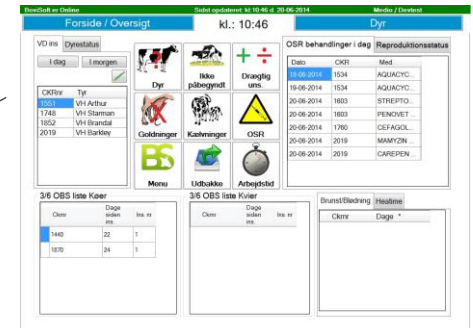 BoviSoft er Online Sidst opdateret: kl 10:46 d. 20-06-2014 Medio / Devtest
Forside / Oversigt kl.: 10:46 Dyr
VD ins Dyrestatus
I dag I morgen
CKRnr Tyr
1551 VH Arthur
1748 VH Starman
1852 VH Brandal
2019 VH Barkley
Dyr
Ikke påbegyndt
Drægtig uns.
Goldninger
Kælvninger
OSR
BS
Menu
Udbakke
Arbejdstid
OSR behandlinger i dag Reproduktionsstatus
Dato CKR Med
18-06-2014 1534 AQUACYC...
19-06-2014 1534 AQUACYC...
20-06-2014 1603 STREPTO...
20-06-2014 1603 PENOVET ...
20-06-2014 1760 CEFAGOL...
20-06-2014 2019 MAMYZIN ...
20-06-2014 2019 CAREPEN ...
3/6 OBS liste Køer
Ckrnr Dage siden ins. Ins. nr
1440 22 1
1870 24 1
3/6 OBS liste Kvier
Ckrnr Dage siden ins. Ins. nr
Brunst/Blødning Heatime
Ckrnr Dage